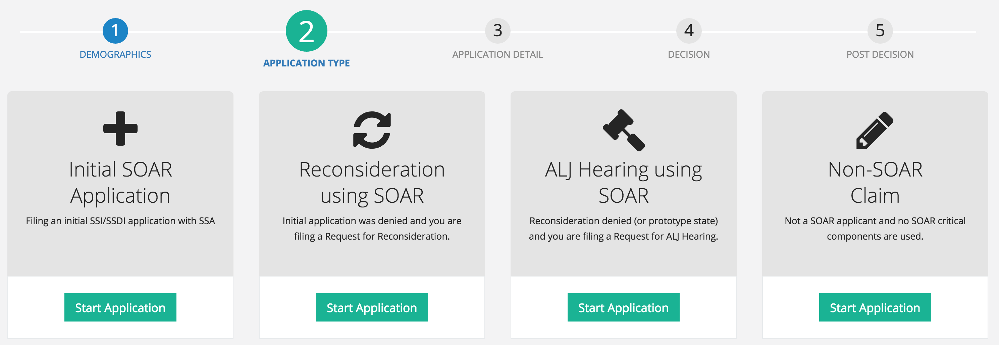 1
DEMOGRAPHICS
2
APPLICATION TYPE
3
APPLICATION DETAIL
4
DECISION
5
POST DECISION
Initial SOAR
Application
Filing an initial SSI/SSDI application with SSA
Start Application
Reconsideration
using SOAR
Initial application was denied and you are
filing a Request for Reconsideration.
Start Application
ALJ Hearing using
SOAR
Reconsideration denied (or prototype state)
and you are filing a Request for ALJ Hearing.
Start Application
Non-SOAR
Claim
Not a SOAR applicant and no SOAR critical
components are used.
Start Application